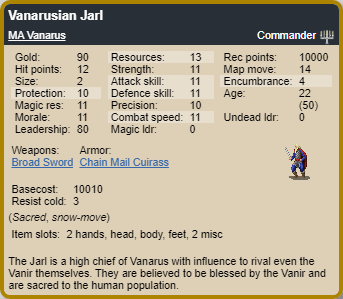 Vanarusian Jarl
MA Vanarus Commander
Gold: 90 Resources: 13 Rec points: 10000
Hit points: 12 Strength: 11 Map move: 14
Size: 2 Attack skill: 11 Encumbrance: 4
Protection: 10 Defence skill: 11 Age: 22
Magic res: 11 Precision: 10 (50)
Morale: 11 Combat speed: 11 Undead ldr: 0
Leadership: 80 Magic ldr: 0
Weapons: Armor:
Broad Sword Chain Mail Cuirass
Basecost: 10010
Resist cold: 3
(Sacred, snow-move)
Item slots: 2 hands, head, body, feet, 2 misc
The Jarl is a high chief of Vanarus with influence to rival even the
Vanir themselves. They are believed to be blessed by the Vanir and
are sacred to the human population.